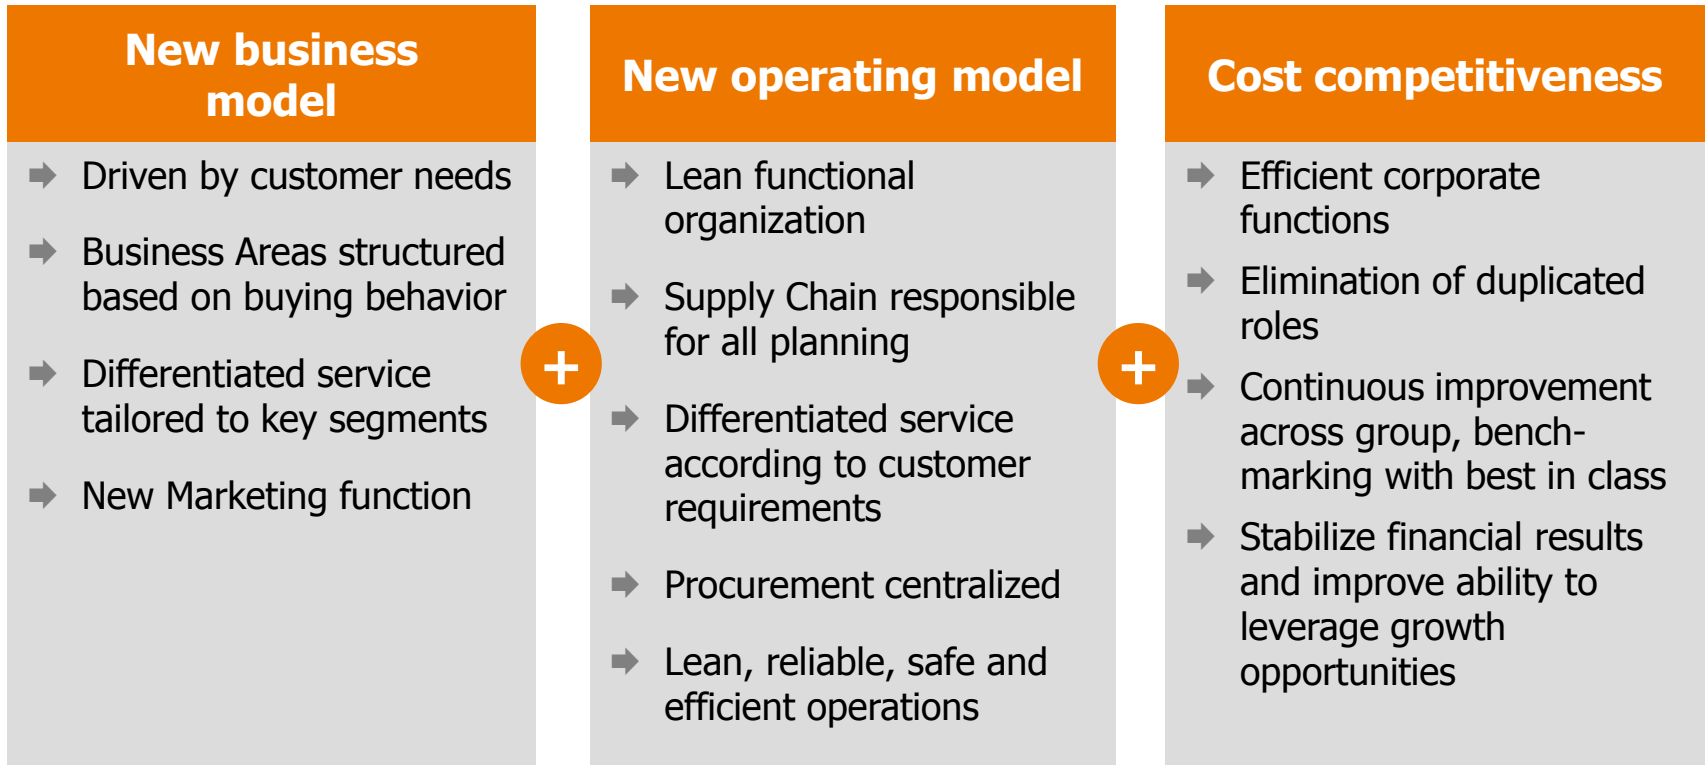 New business
model
Driven by customer needs
Business Areas structured
based on buying behavior
Differentiated service
tailored to key segments
New Marketing function
+
New operating model
Lean functional
organization
Supply Chain responsible
for all planning
Differentiated service
according to customer
requirements
Procurement centralized
Lean, reliable, safe and
efficient operations
+
Cost competitiveness
Efficient corporate
functions
Elimination of duplicated
roles
Continuous improvement
across group, bench-
marking with best in class
Stabilize financial results
and improve ability to
leverage growth
opportunities